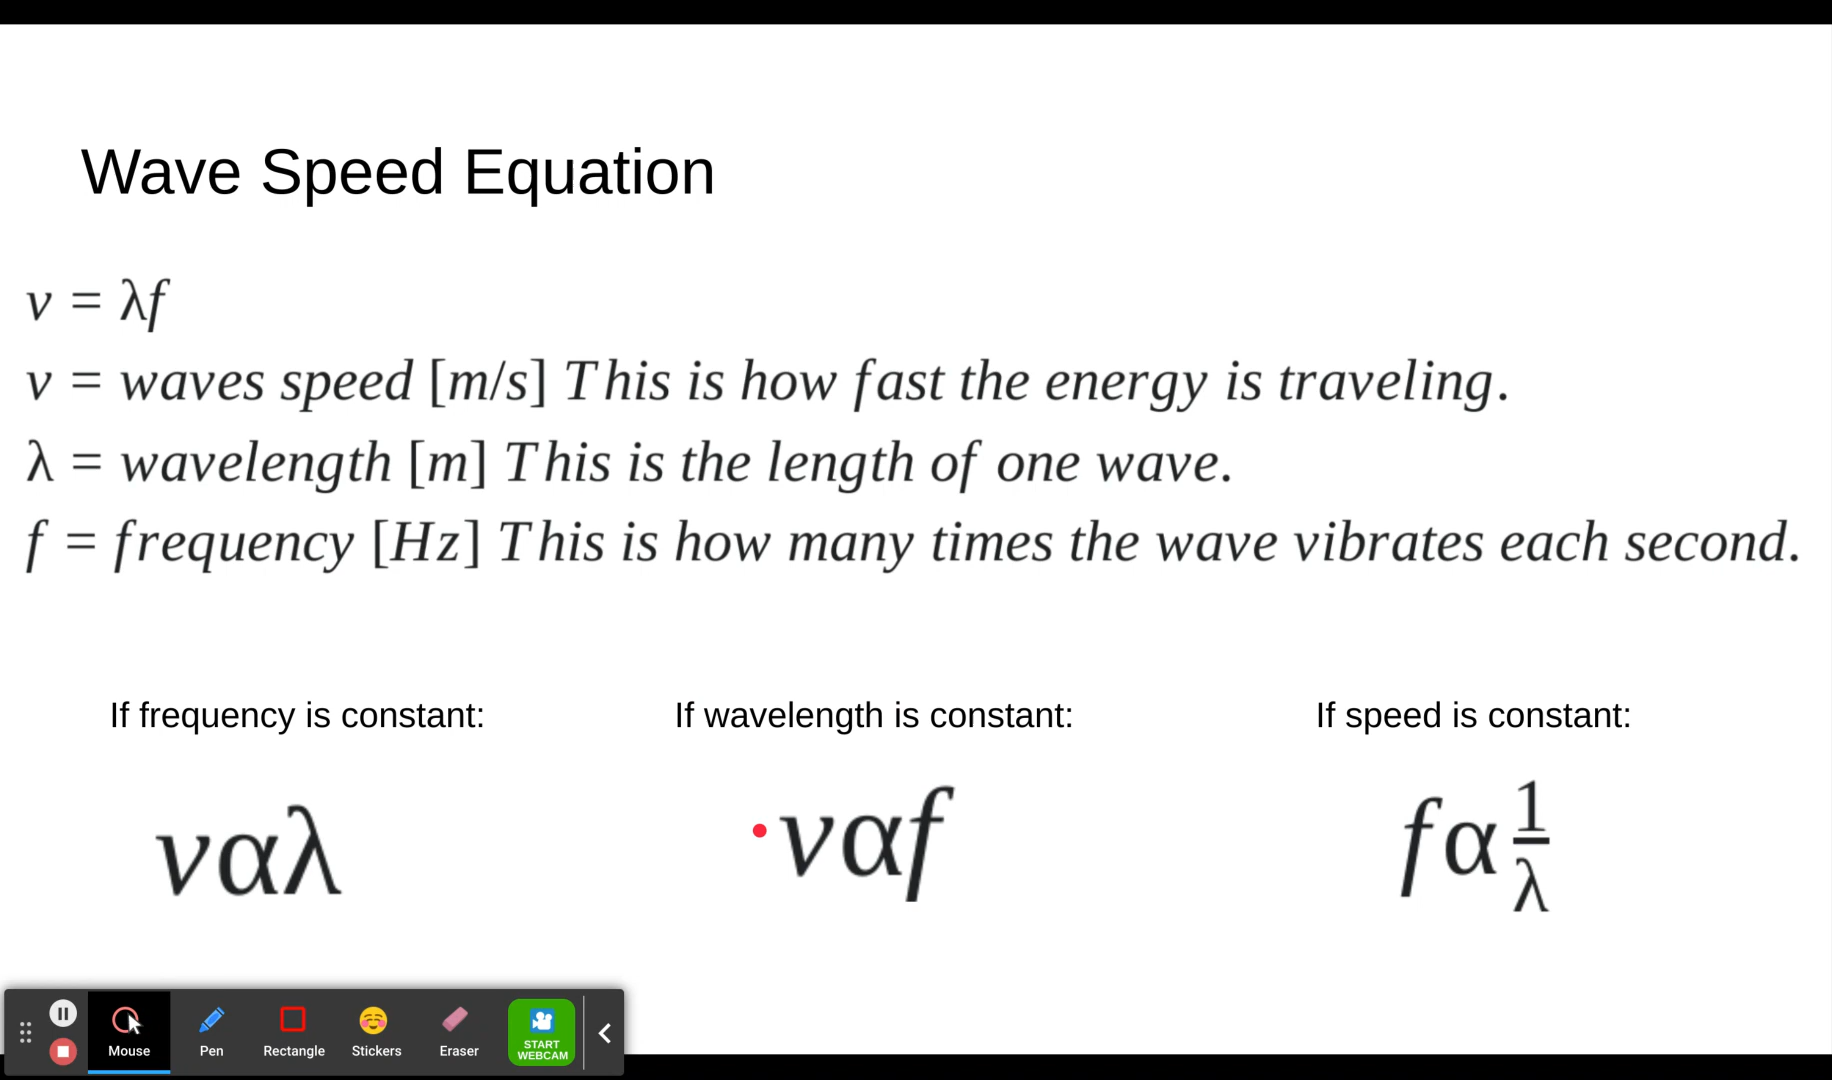 Wave Speed Equation
v = λf
v = waves speed [m/s] This is how fast the energy is traveling.
λ = wavelength [m] This is the length of one wave.
f = frequency [Hz] This is how many times the wave vibrates each second.
If frequency is constant: If wavelength is constant: If speed is constant:
vαλ vαf fα 1/λ
Mouse Pen Rectangle Stickers Eraser START WEBCAM